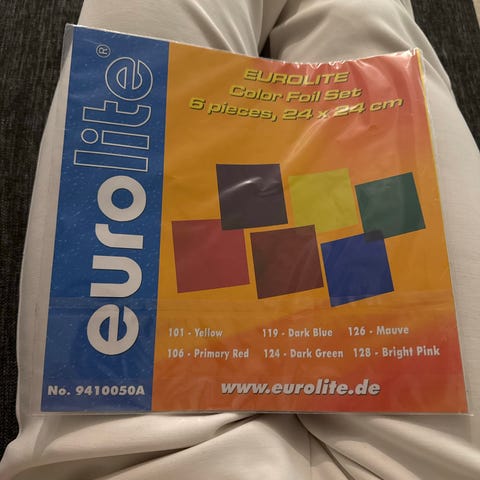 eurolite®
EUROLITE
Color Foil Set
6 pieces, 24 x 24 cm
101 - Yellow 119 - Dark Blue 126 - Mauve
106 - Primary Red 124 - Dark Green 128 - Bright Pink
No. 9410050A
www.eurolite.de